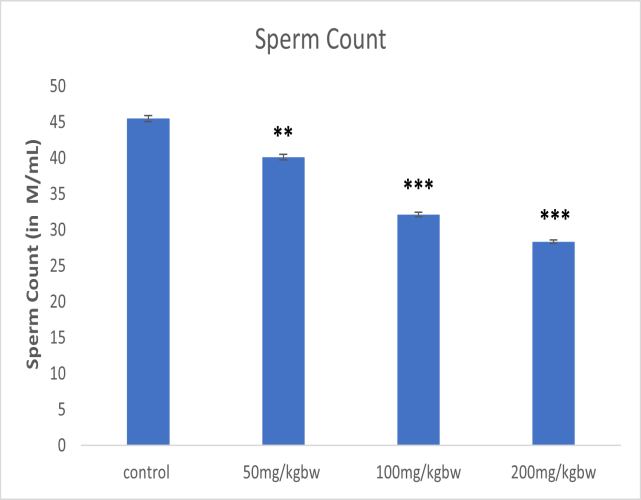 Sperm Count
Sperm Count (in  M/mL)
50
45
40
35
30
25
20
15
10
5
0
**
***
***
control
50mg/kgbw
100mg/kgbw
200mg/kgbw